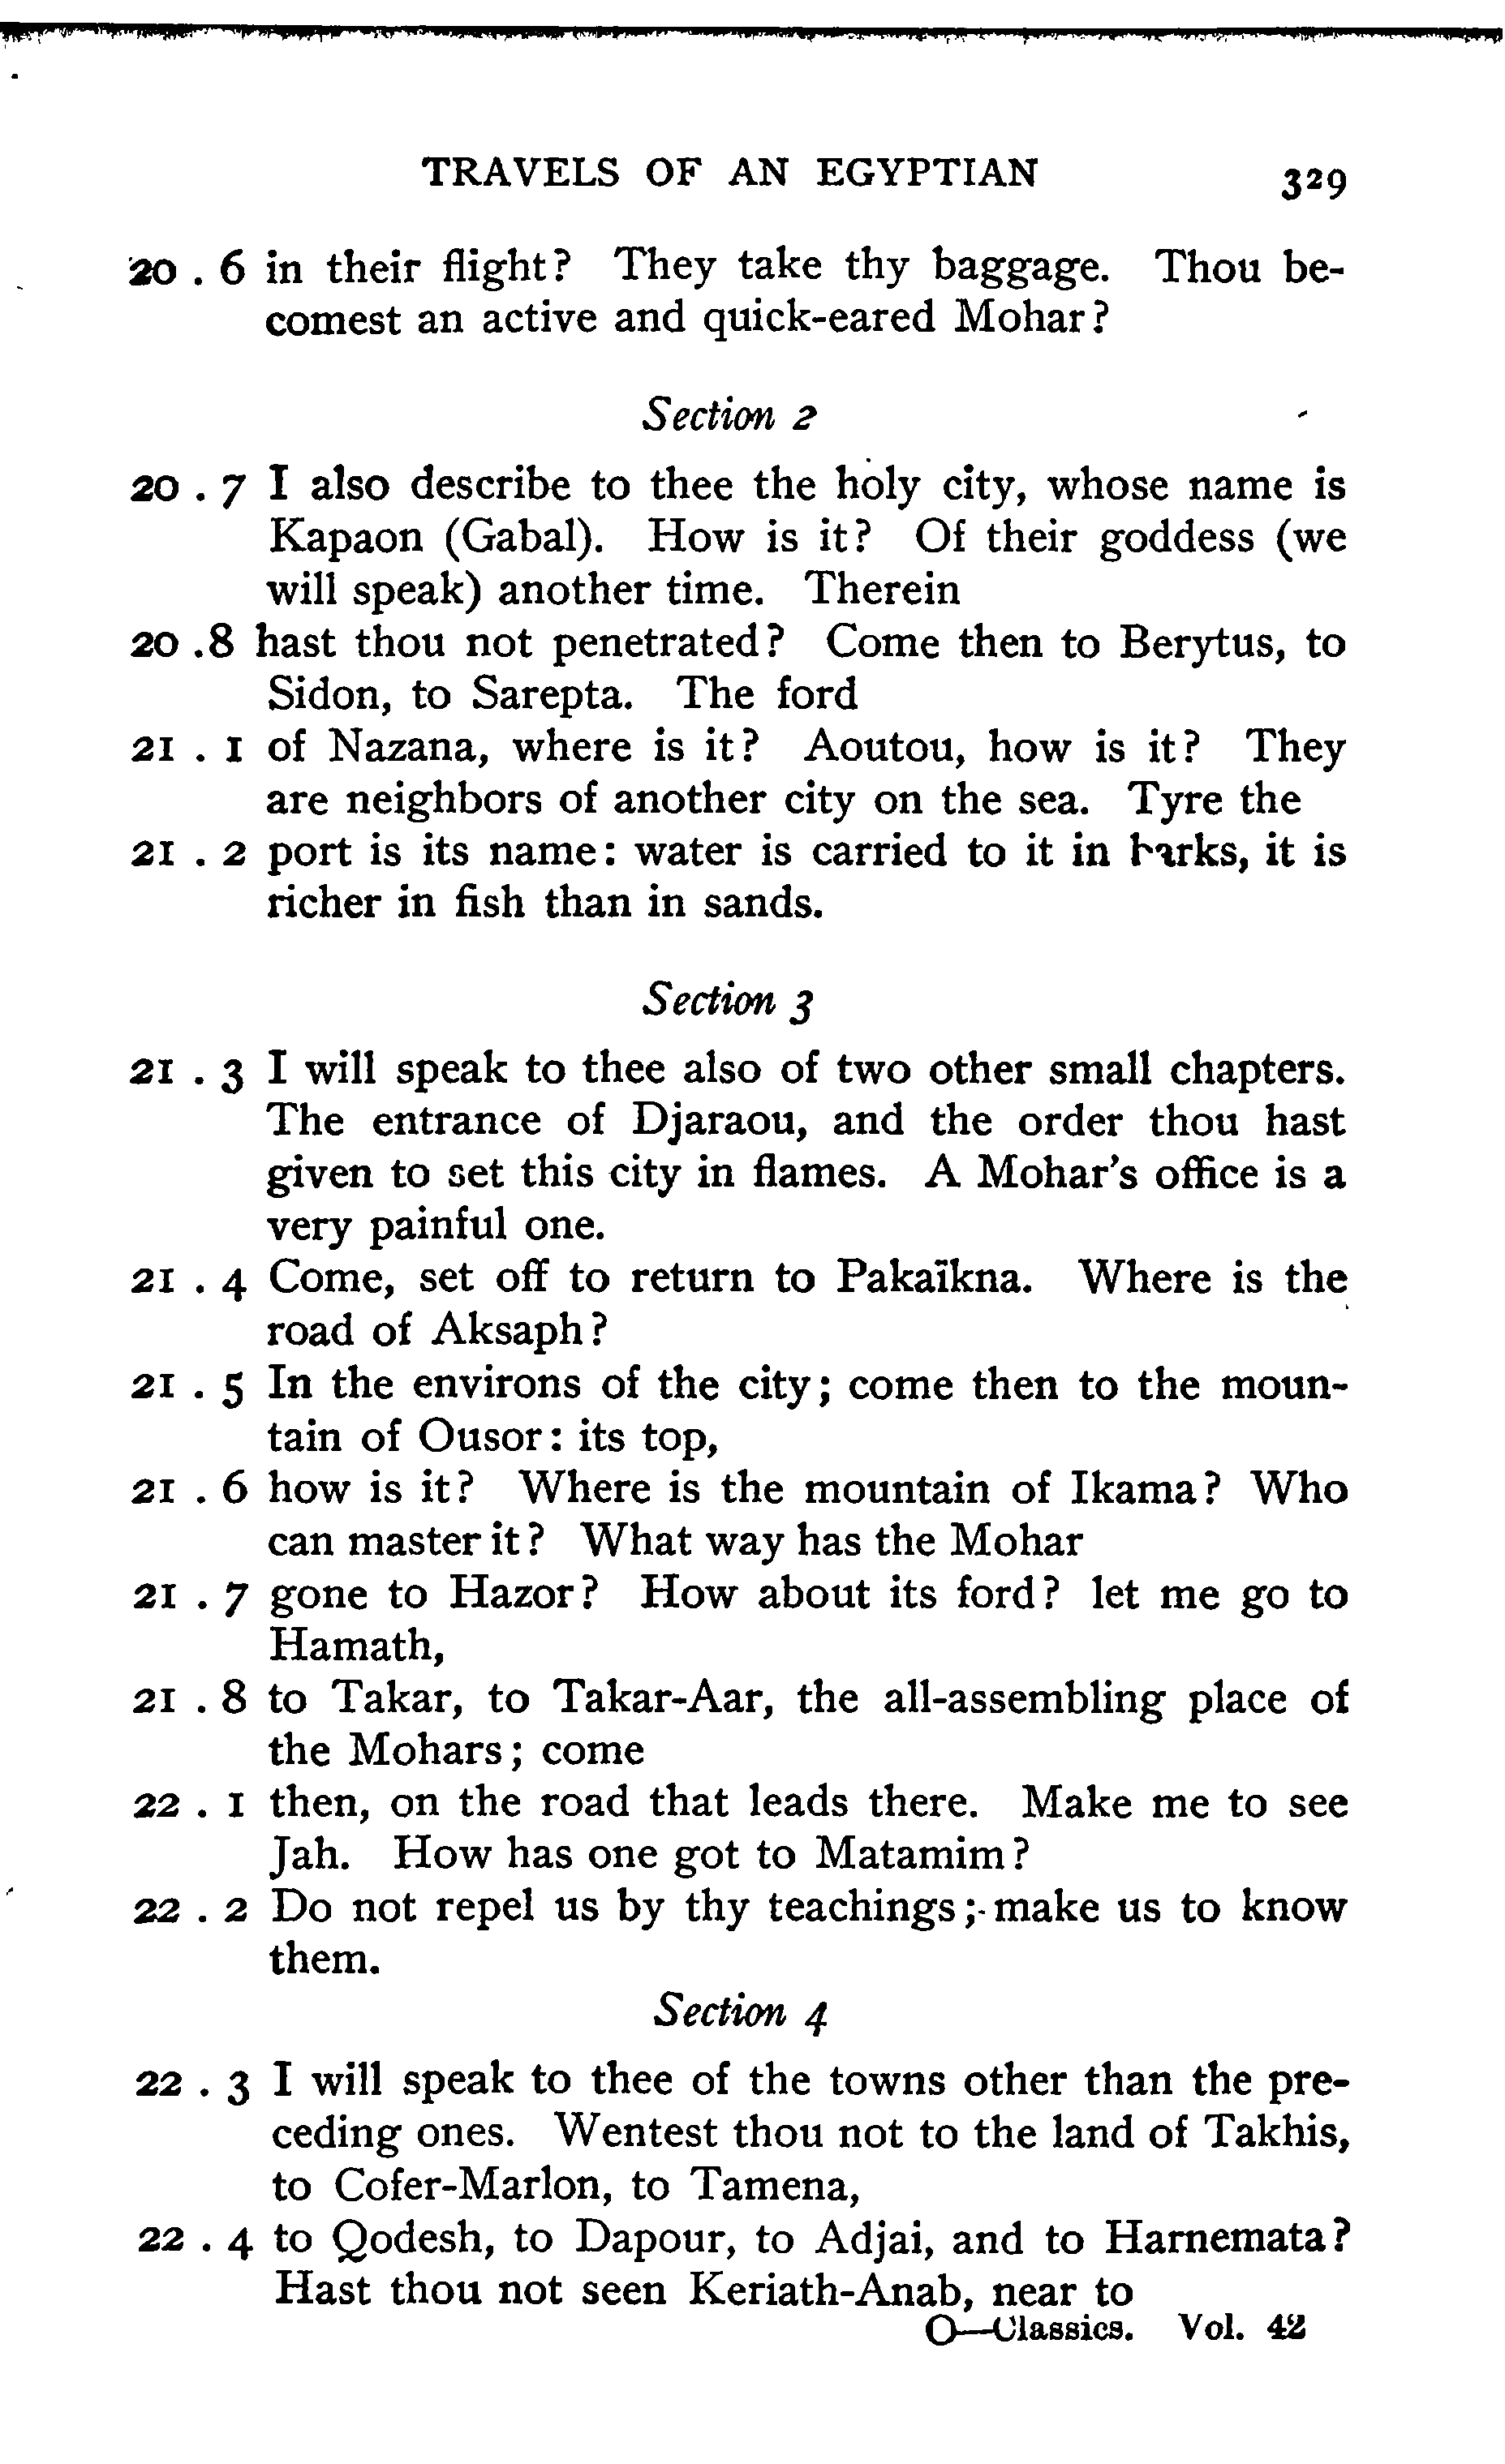 TRAVELS OF AN EGYPTIAN 329
20 . 6 in their flight? They take thy baggage. Thou be-
comest an active and quick-eared Mohar?
Section 2
20 . 7 I also describe to thee the holy city, whose name is
Kapaon (Gabal). How is it? Of their goddess (we
will speak) another time. Therein
20 .8 hast thou not penetrated? Come then to Berytus, to
Sidon, to Sarepta. The ford
21 . 1 of Nazana, where is it? Aoutou, how is it? They
are neighbors of another city on the sea. Tyre the
21 . 2 port is its name: water is carried to it in barks, it is
richer in fish than in sands.
Section 3
21 . 3 I will speak to thee also of two other small chapters.
The entrance of Djaraou, and the order thou hast
given to set this city in flames. A Mohar's office is a
very painful one.
21 . 4 Come, set off to return to Pakaïkna. Where is the
road of Aksaph?
21 . 5 In the environs of the city; come then to the moun-
tain of Ousor: its top,
21 . 6 how is it? Where is the mountain of Ikama? Who
can master it? What way has the Mohar
21 . 7 gone to Hazor? How about its ford? let me go to
Hamath,
21 . 8 to Takar, to Takar-Aar, the all-assembling place of
the Mohars; come
22 . 1 then, on the road that leads there. Make me to see
Jah. How has one got to Matamim?
22 . 2 Do not repel us by thy teachings; make us to know
them.
Section 4
22 . 3 I will speak to thee of the towns other than the pre-
ceding ones. Wentest thou not to the land of Takhis,
to Cofer-Marlon, to Tamena,
22 . 4 to Qodesh, to Dapour, to Adjai, and to Harnemata?
Hast thou not seen Keriath-Anab, near to
O—Classics. Vol. 42